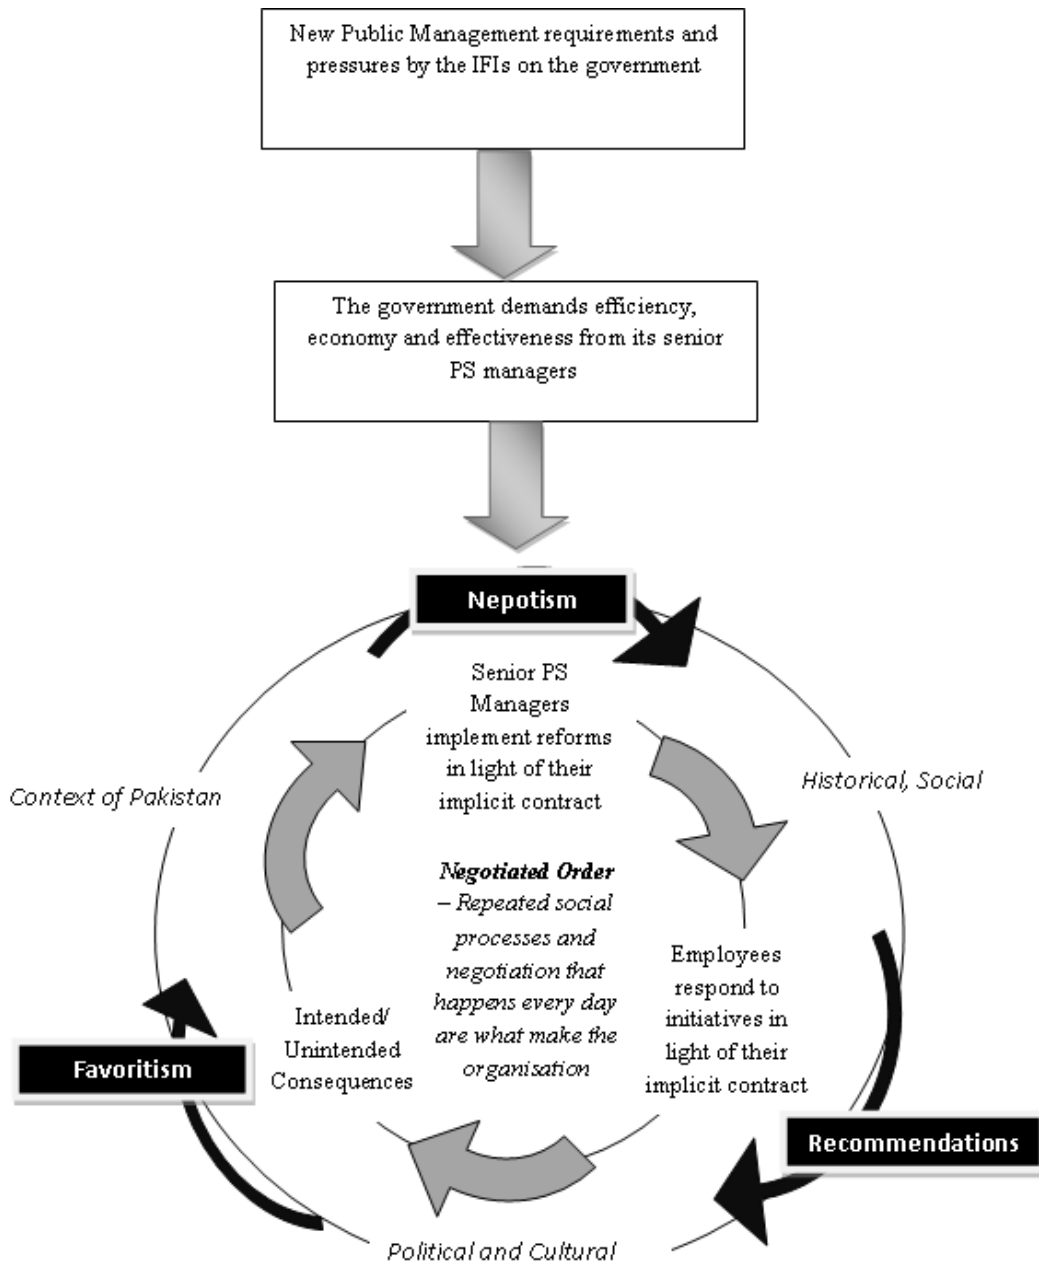 New Public Management requirements and
pressures by the IFIs on the government
The government demands efficiency,
economy and effectiveness from its senior
PS managers
Nepotism
Senior PS
Managers
implement reforms
in light of their
implicit contract
Context of Pakistan
Historical, Social
Negotiated Order
– Repeated social
processes and
negotiation that
happens every day
are what make the
organisation
Employees
respond to
initiatives in
light of their
implicit contract
Intended/
Unintended
Consequences
Favoritism
Recommendations
Political and Cultural